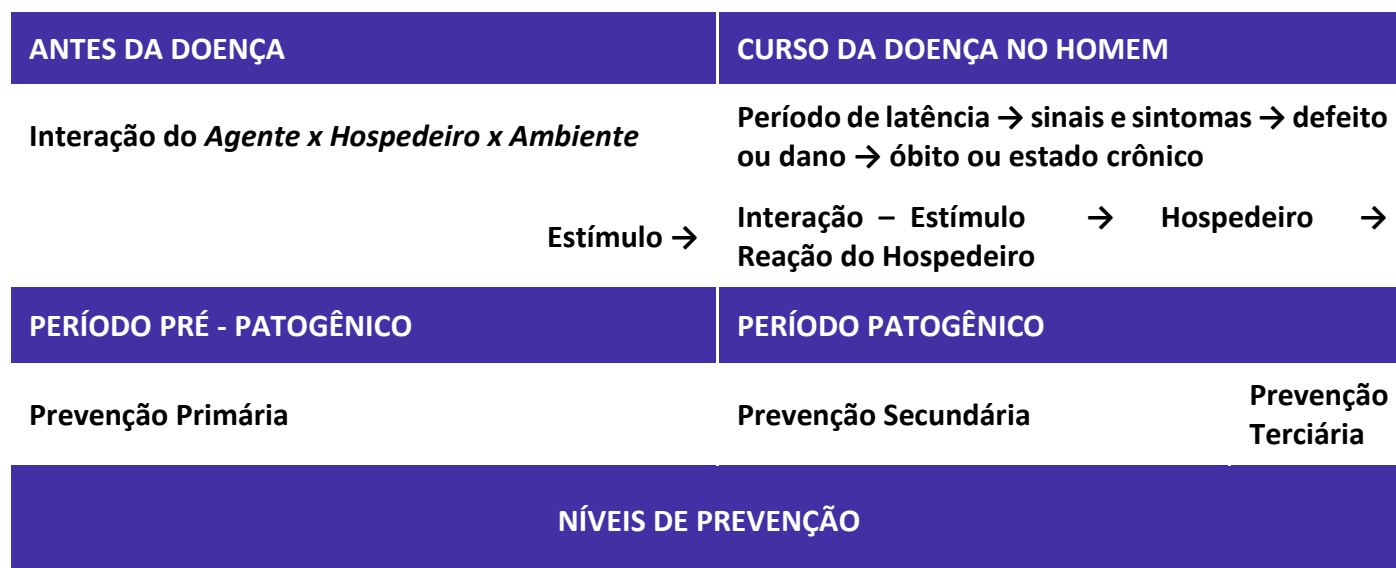 ANTES DA DOENÇA
CURSO DA DOENÇA NO HOMEM
Interação do Agente x Hospedeiro x Ambiente
Período de latência → sinais e sintomas → defeito
ou dano → óbito ou estado crônico
Estímulo →
Interação – Estímulo → Hospedeiro →
Reação do Hospedeiro
PERÍODO PRÉ - PATOGÊNICO
PERÍODO PATOGÊNICO
Prevenção Primária
Prevenção Secundária
Prevenção
Terciária
NÍVEIS DE PREVENÇÃO